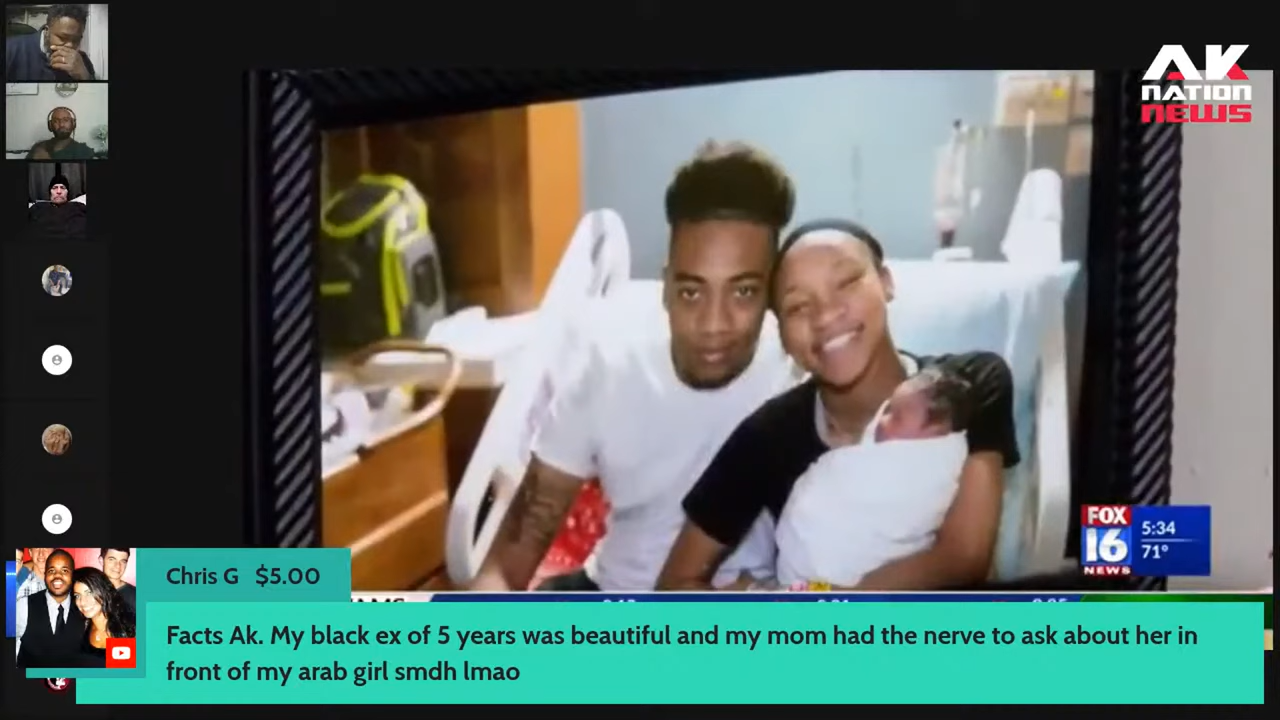 AK
NATION
NEWS
FOX
16
NEWS
5:34
71°
Chris G $5.00
Facts Ak. My black ex of 5 years was beautiful and my mom had the nerve to ask about her in
front of my arab girl smdh lmao